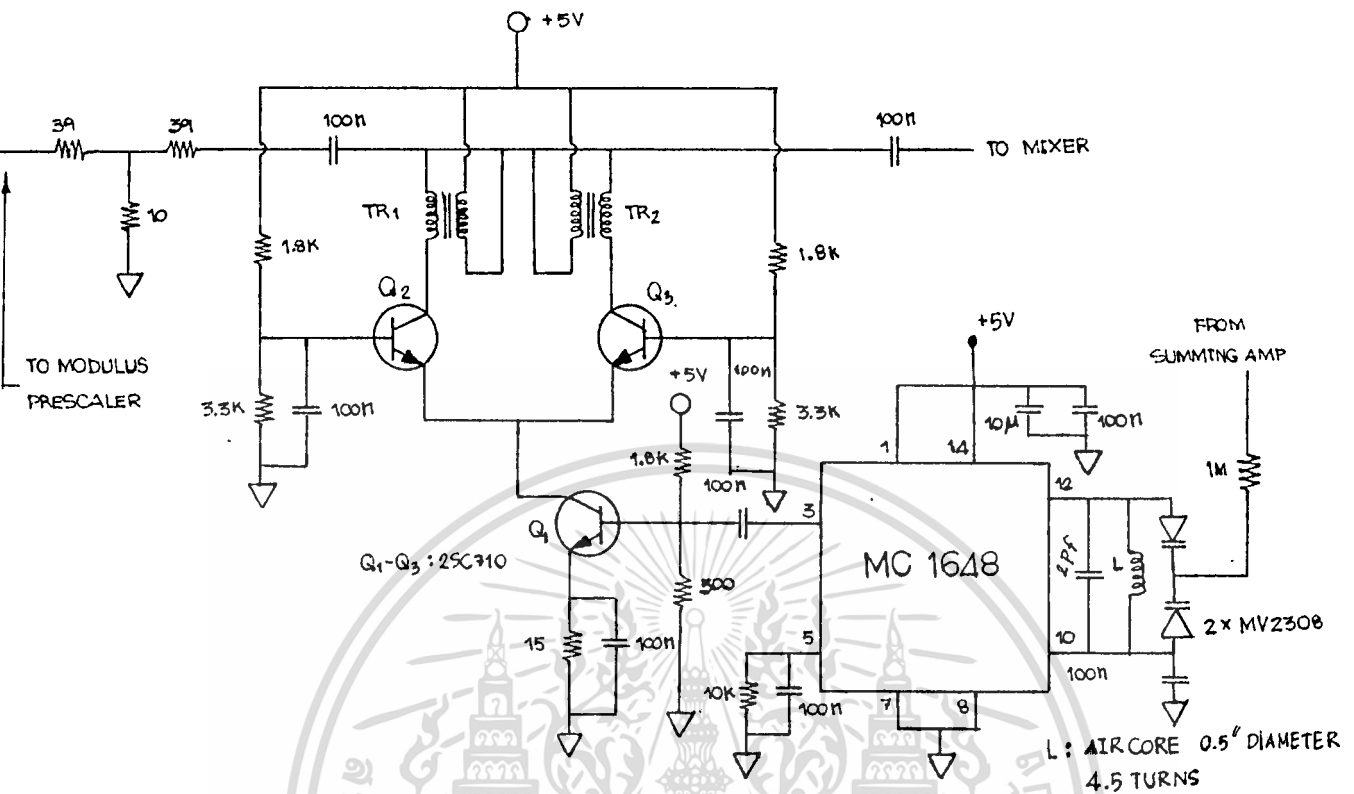 +5V
39
39
100n
100n
TO MIXER
TR1
TR2
10
1.8K
1.8K
Q2
Q3.
+5V
FROM
SUMMING AMP
TO MODULUS
PRESCALER
3.3K
100n
+5V
100n
3.3K
10μ
100n
1
14
1M
1.8K
100n
12
3
Q1
Q1-Q3 : 2SC710
MC 1648
2Pf
L
300
15
100n
5
10
2 x MV2308
100n
10K
100n
7
8
L : AIR CORE 0.5" DIAMETER
4.5 TURNS